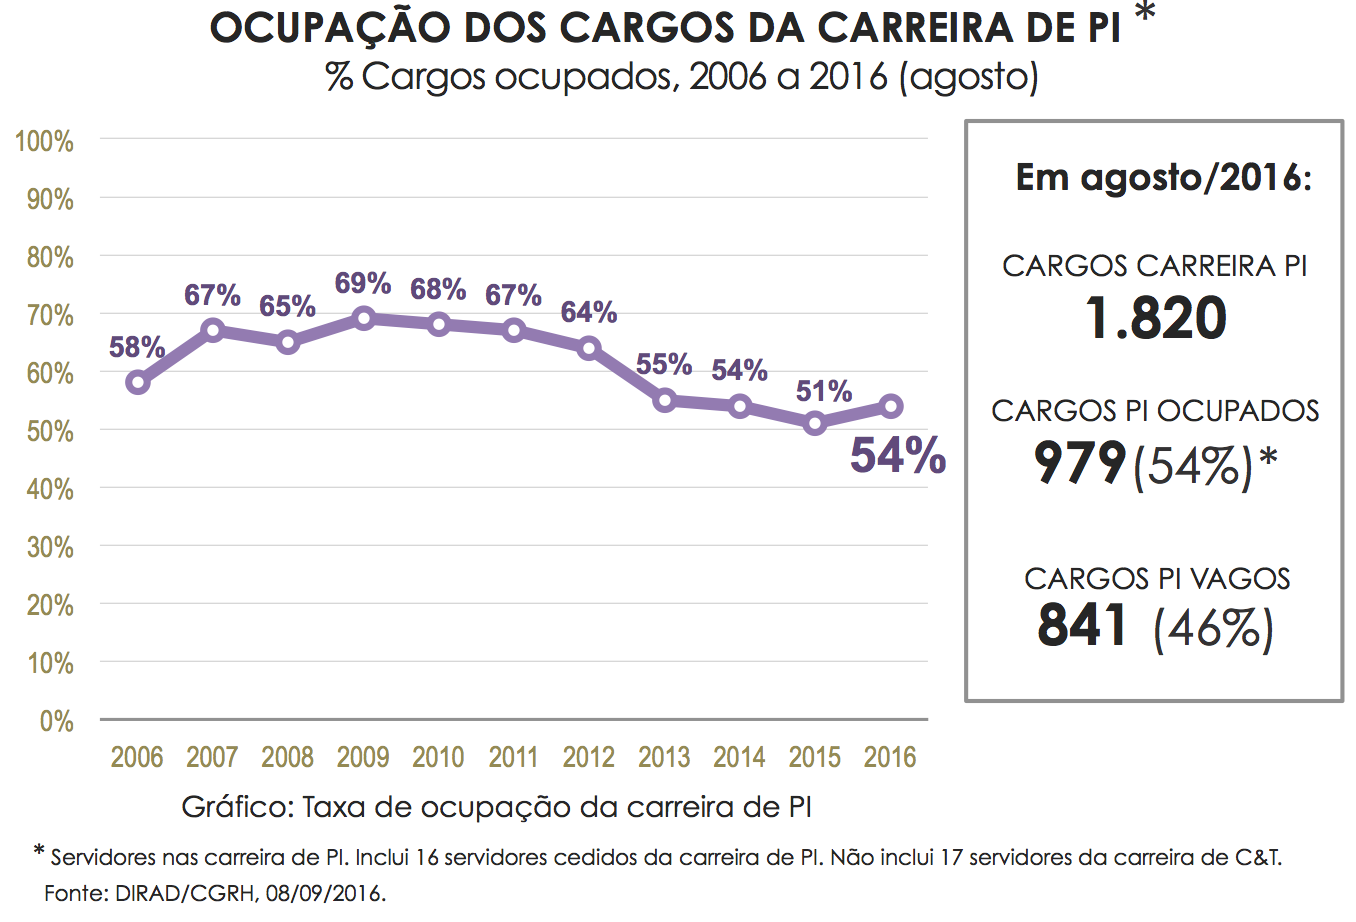 OCUPAÇÃO DOS CARGOS DA CARREIRA DE PI *
% Cargos ocupados, 2006 a 2016 (agosto)
100%
90%
80%
70%
60%
50%
40%
30%
20%
10%
0%
58%
67%
65%
69%
68%
67%
64%
55%
54%
51%
54%
2006 2007 2008 2009 2010 2011 2012 2013 2014 2015 2016
Gráfico: Taxa de ocupação da carreira de PI
Em agosto/2016:
CARGOS CARREIRA PI
1.820
CARGOS PI OCUPADOS
979 (54%)*
CARGOS PI VAGOS
841 (46%)
* Servidores nas carreira de PI. Inclui 16 servidores cedidos da carreira de PI. Não inclui 17 servidores da carreira de C&T.
Fonte: DIRAD/CGRH, 08/09/2016.